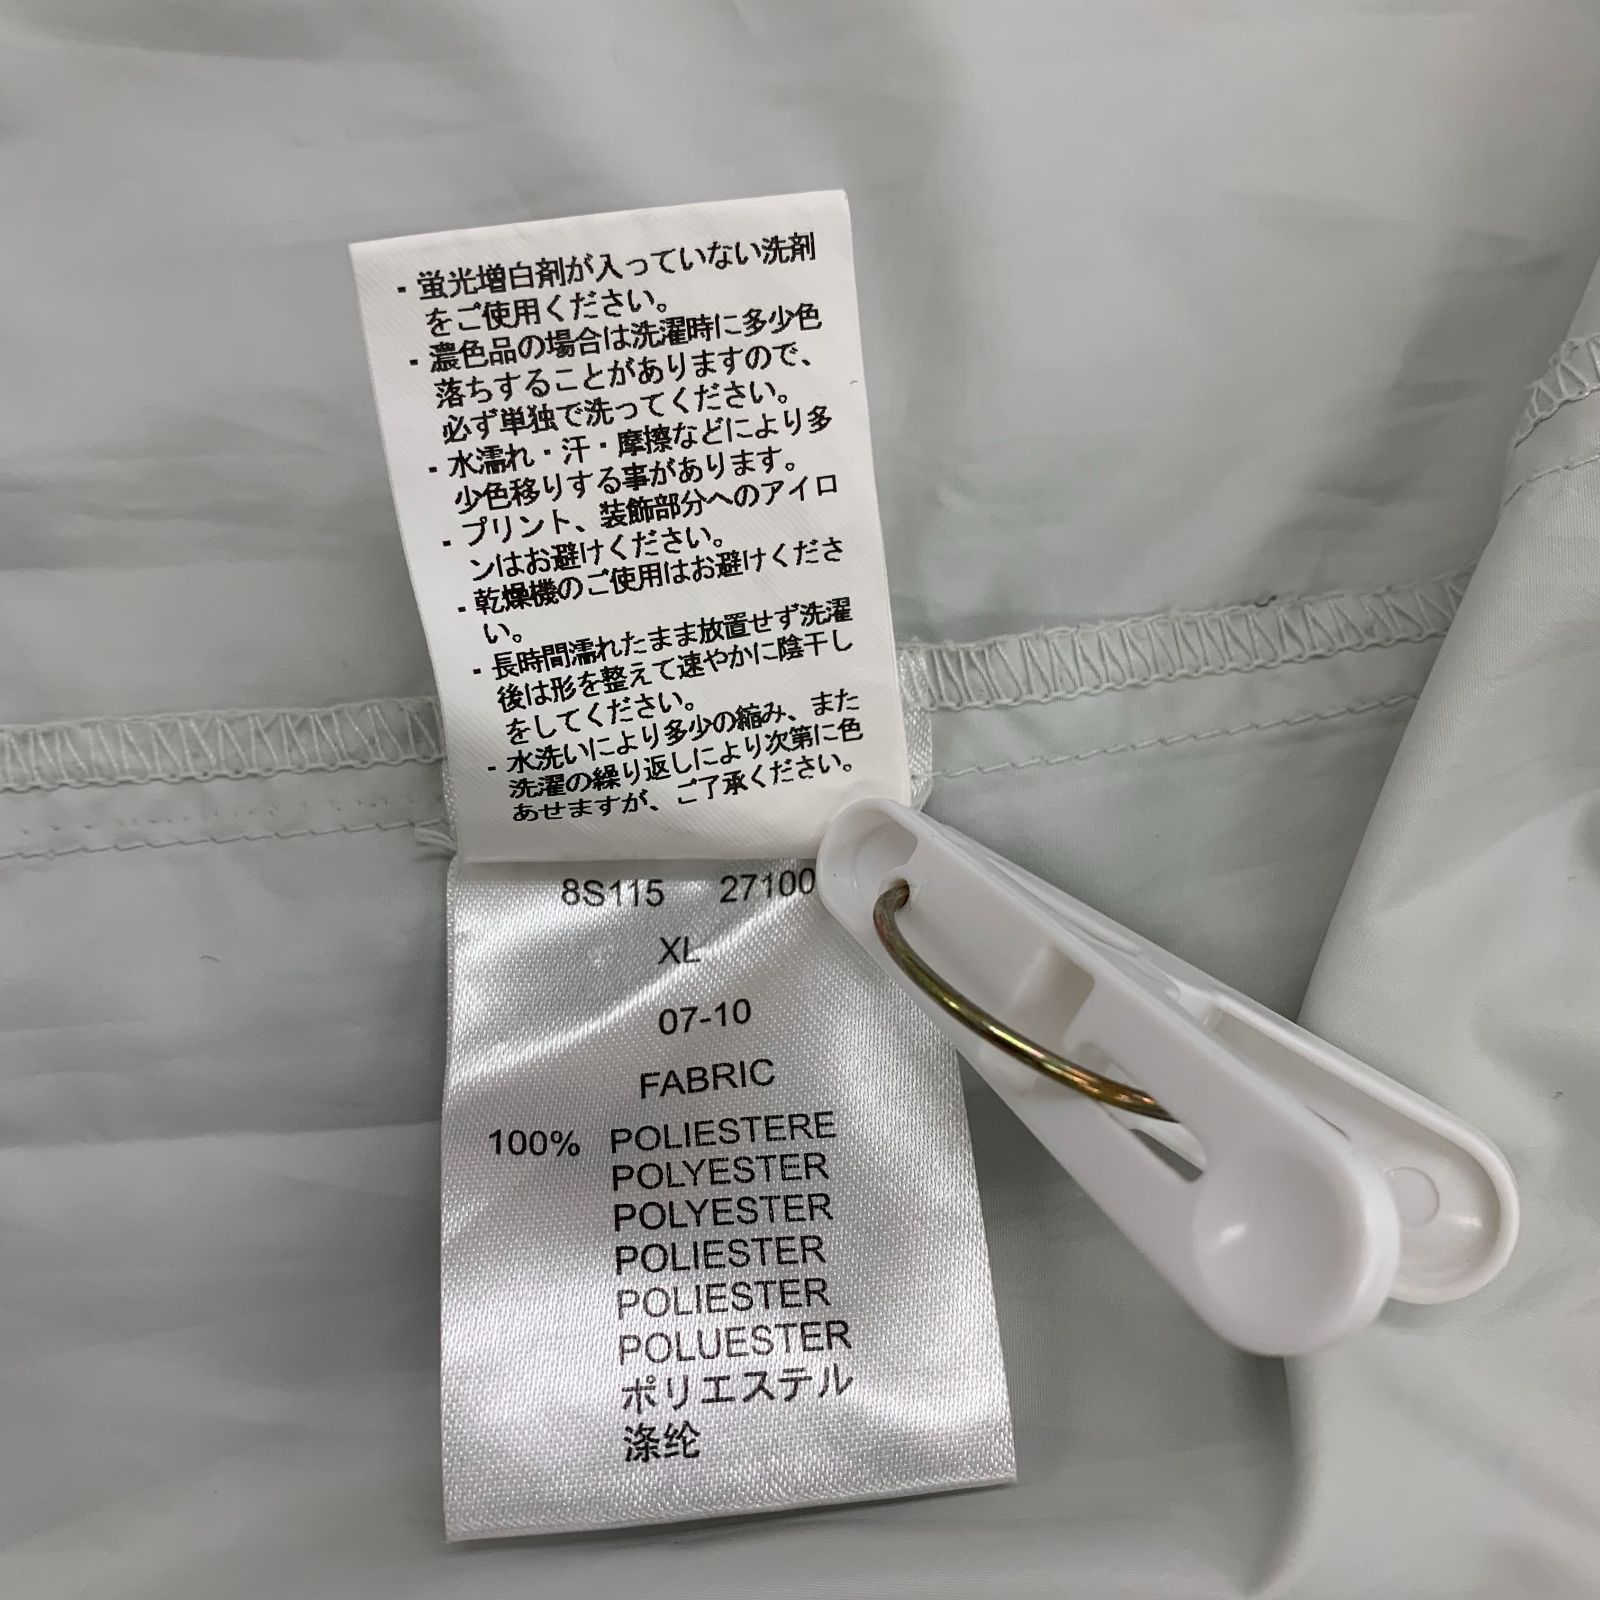 ・蛍光増白剤が入っていない洗剤
をご使用ください。
・濃色品の場合は洗濯時に多少色
落ちすることがありますので、
必ず単独で洗ってください。
・水濡れ・汗・摩擦などにより多
少色移りする事があります。
・プリント、装飾部分へのアイロ
ンはお避けください。
・乾燥機のご使用はお避けくださ
い。
・長時間濡れたまま放置せず洗濯
後は形を整えて速やかに陰干し
をしてください。
・水洗いにより多少の縮み、また
洗濯の繰り返しにより次第に色
あせますが、ご了承ください。
8S115 27100
XL
07-10
FABRIC
100% POLIESTERE
POLYESTER
POLYESTER
POLIESTER
POLIESTER
POLUESTER
ポリエステル
涤纶